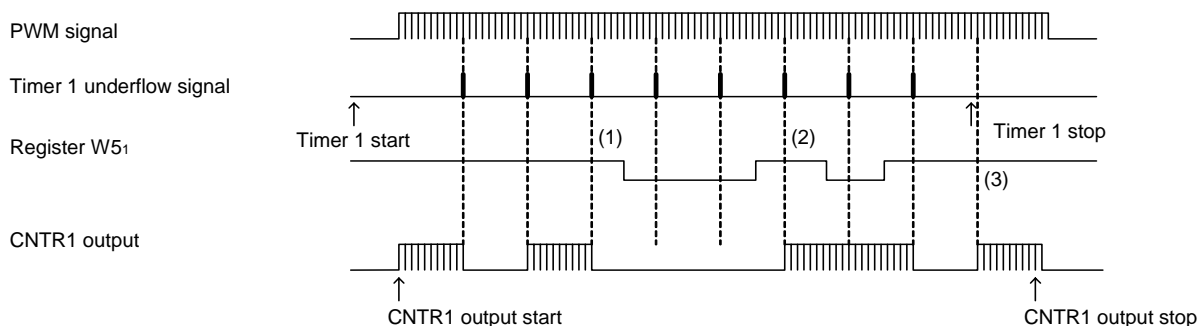 PWM signal
Timer 1 underflow signal
Timer 1 start
Timer 1 stop
Register W5₁
(1)
(2)
(3)
CNTR1 output
CNTR1 output start
CNTR1 output stop